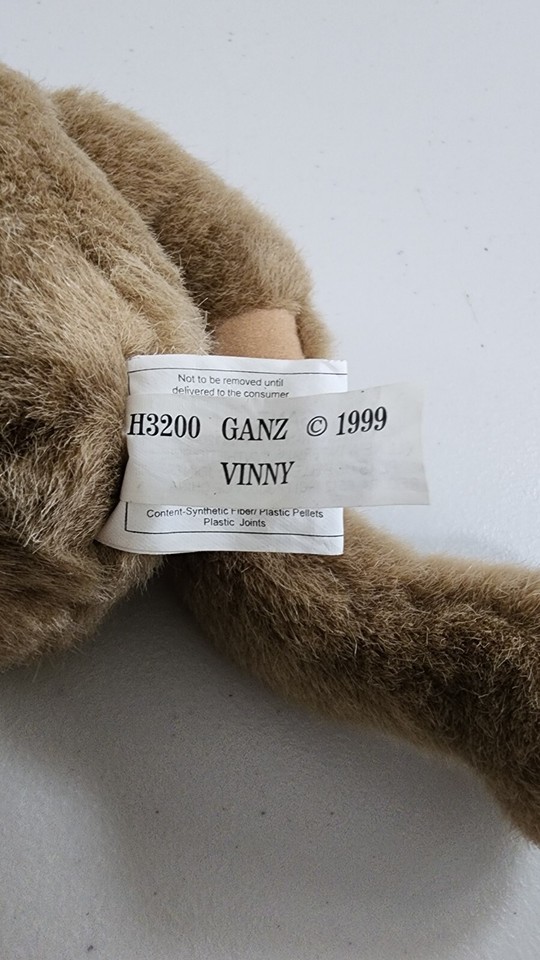 Not to be removed until
delivered to the consumer
H3200 GANZ © 1999
VINNY
Content-Synthetic Fiber/ Plastic Pellets
Plastic Joints